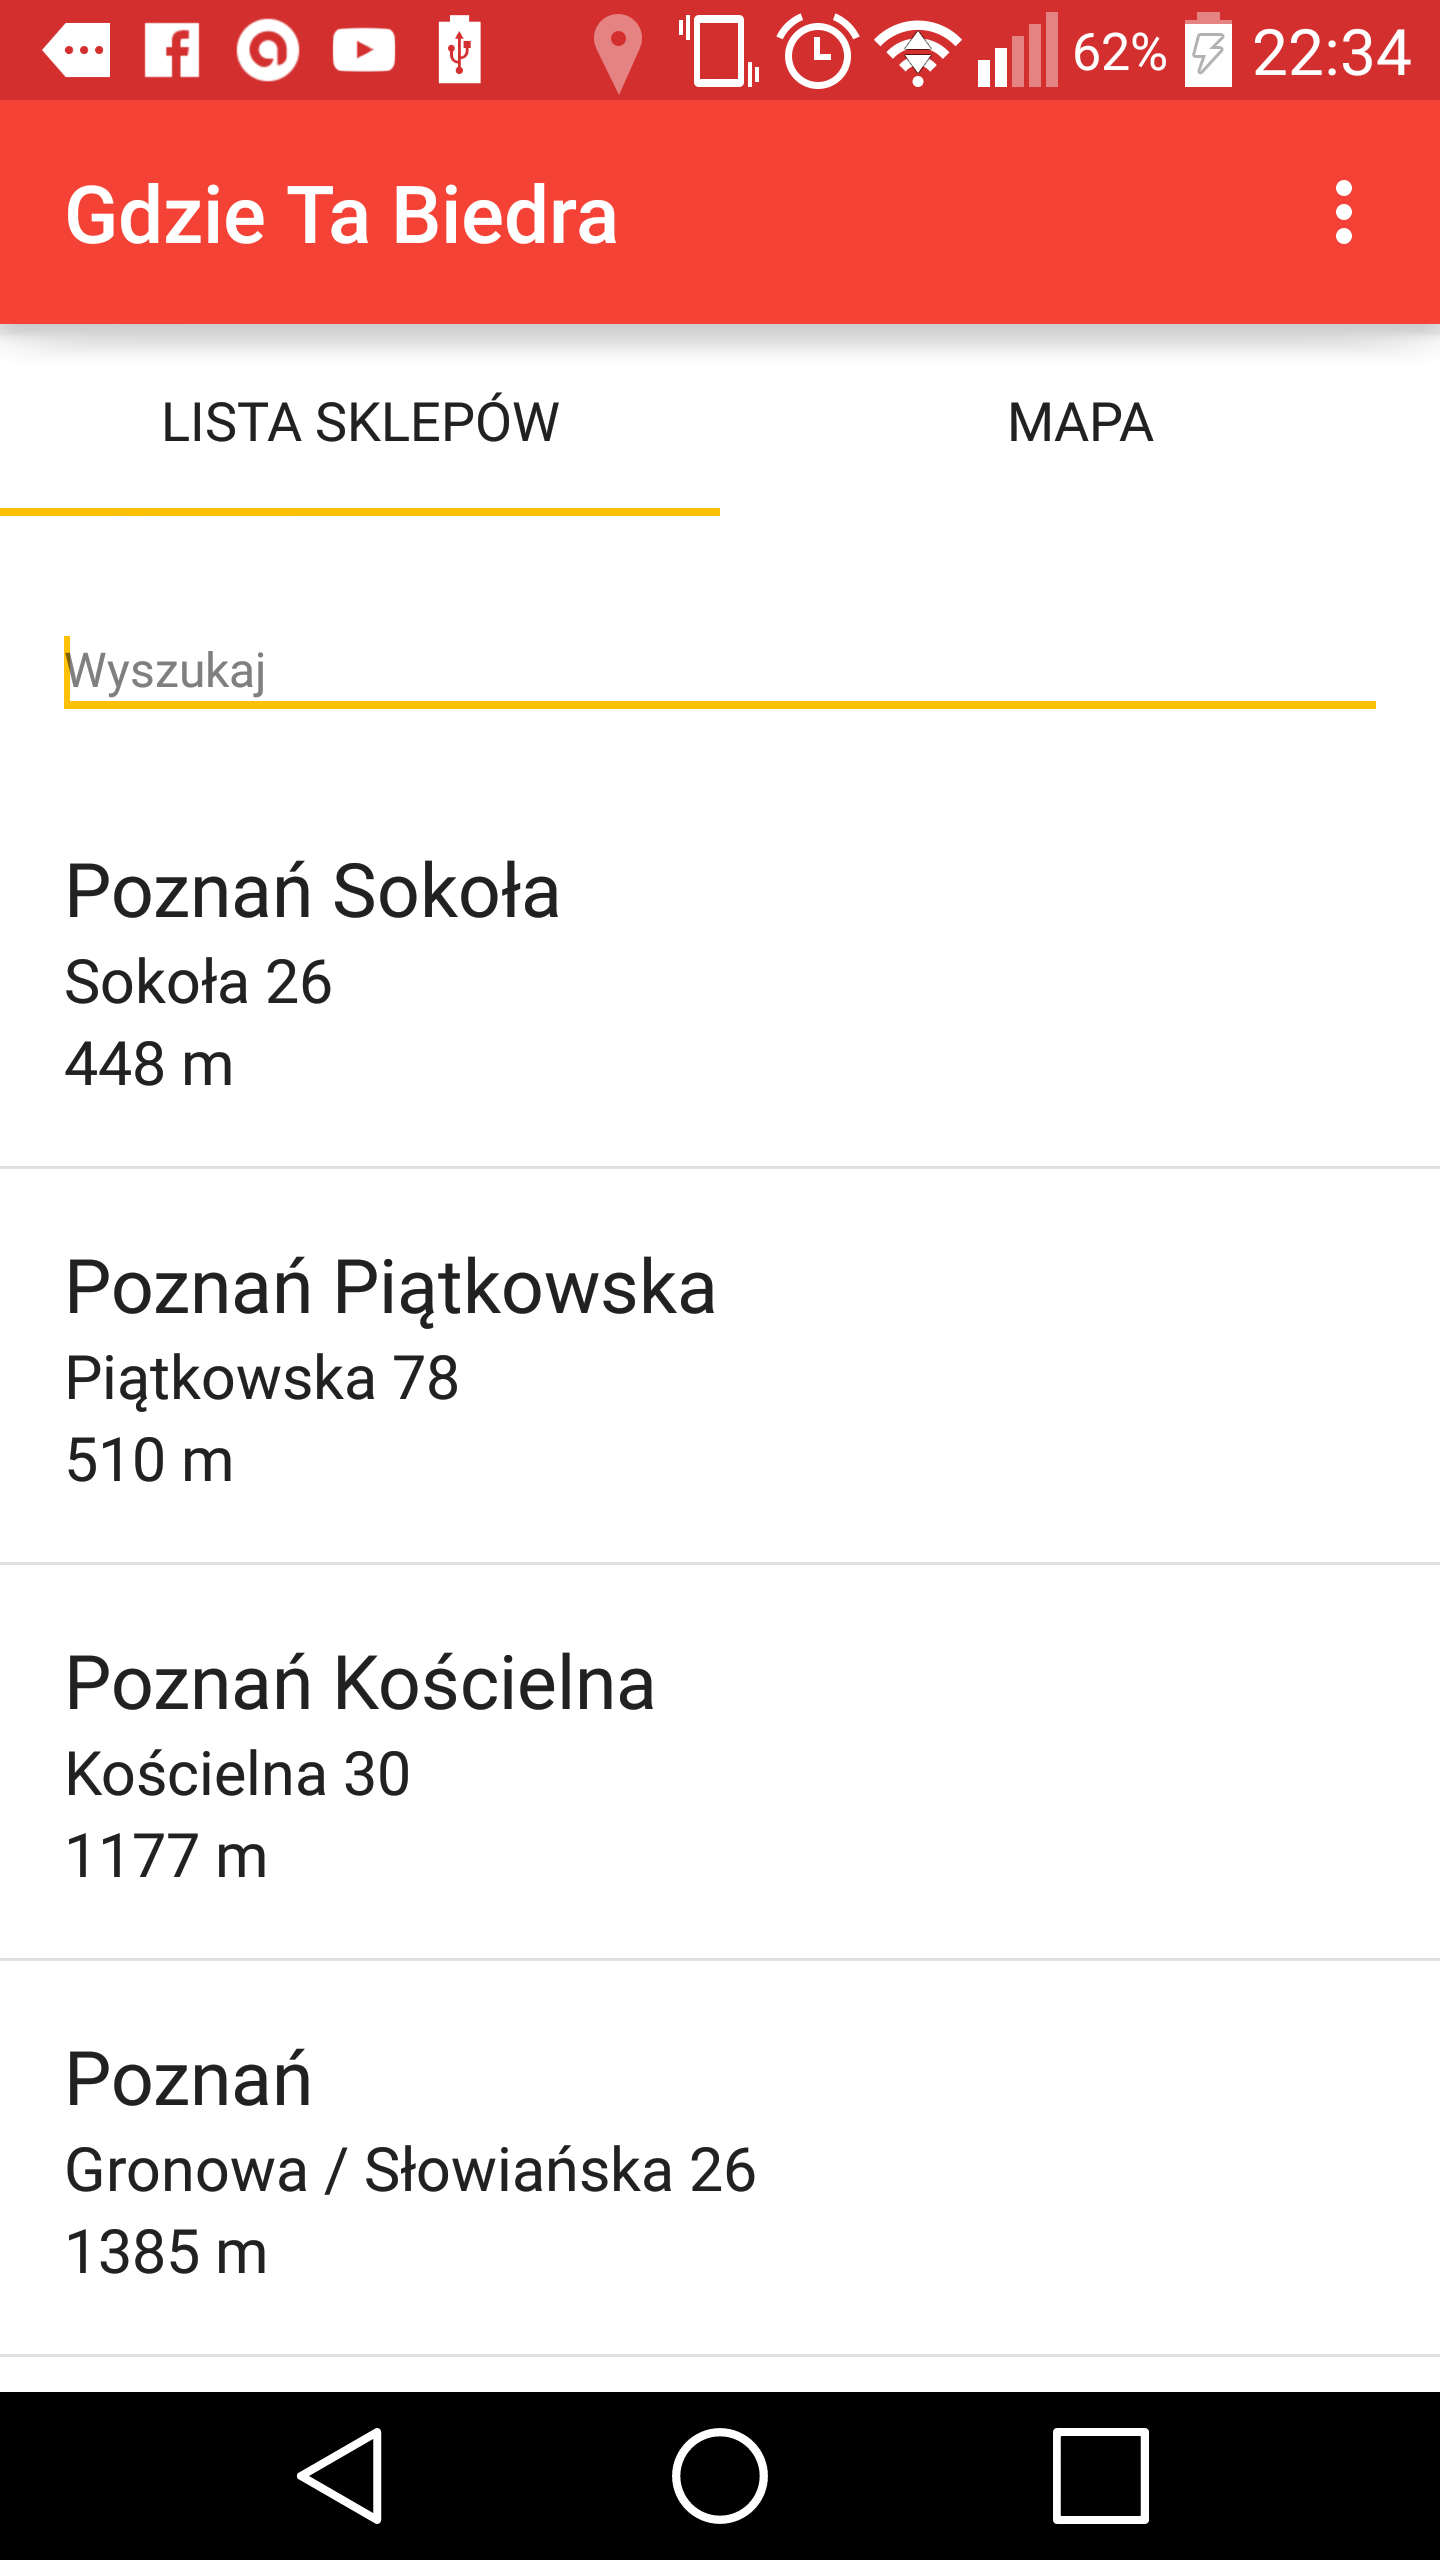 62% 22:34
Gdzie Ta Biedra
LISTA SKLEPÓW MAPA
Wyszukaj
Poznań Sokoła
Sokoła 26
448 m
Poznań Piątkowska
Piątkowska 78
510 m
Poznań Kościelna
Kościelna 30
1177 m
Poznań
Gronowa / Słowiańska 26
1385 m